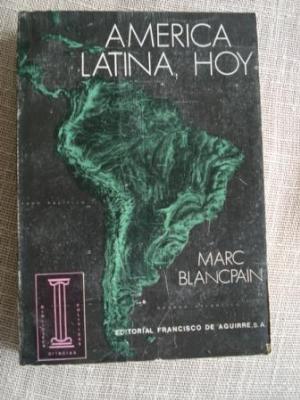 AMERICA
LATINA, HOY
MARC
BLANCPAIN
EDITORIAL FRANCISCO DE AGUIRRE, S.A.